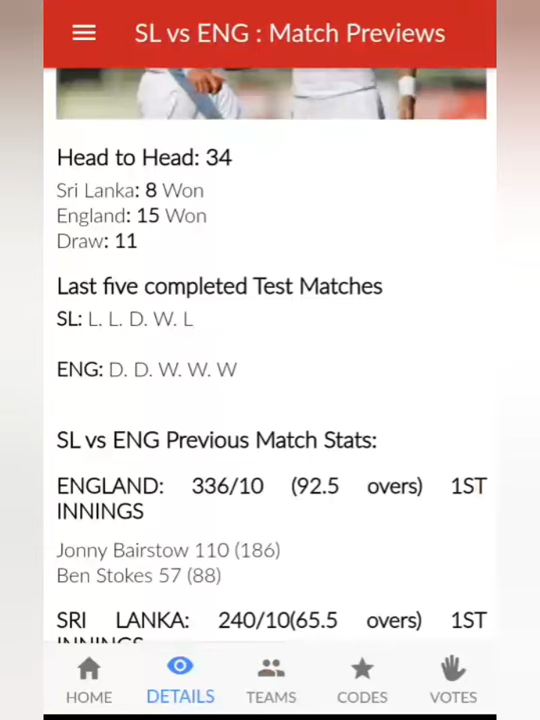 SL vs ENG : Match Previews
Head to Head: 34
Sri Lanka: 8 Won
England: 15 Won
Draw: 11
Last five completed Test Matches
SL: L. L. D. W. L
ENG: D. D. W. W. W
SL vs ENG Previous Match Stats:
ENGLAND: 336/10 (92.5 overs) 1ST
INNINGS
Jonny Bairstow 110 (186)
Ben Stokes 57 (88)
SRI LANKA: 240/10(65.5 overs) 1ST
INNINGS
HOME DETAILS TEAMS CODES VOTES